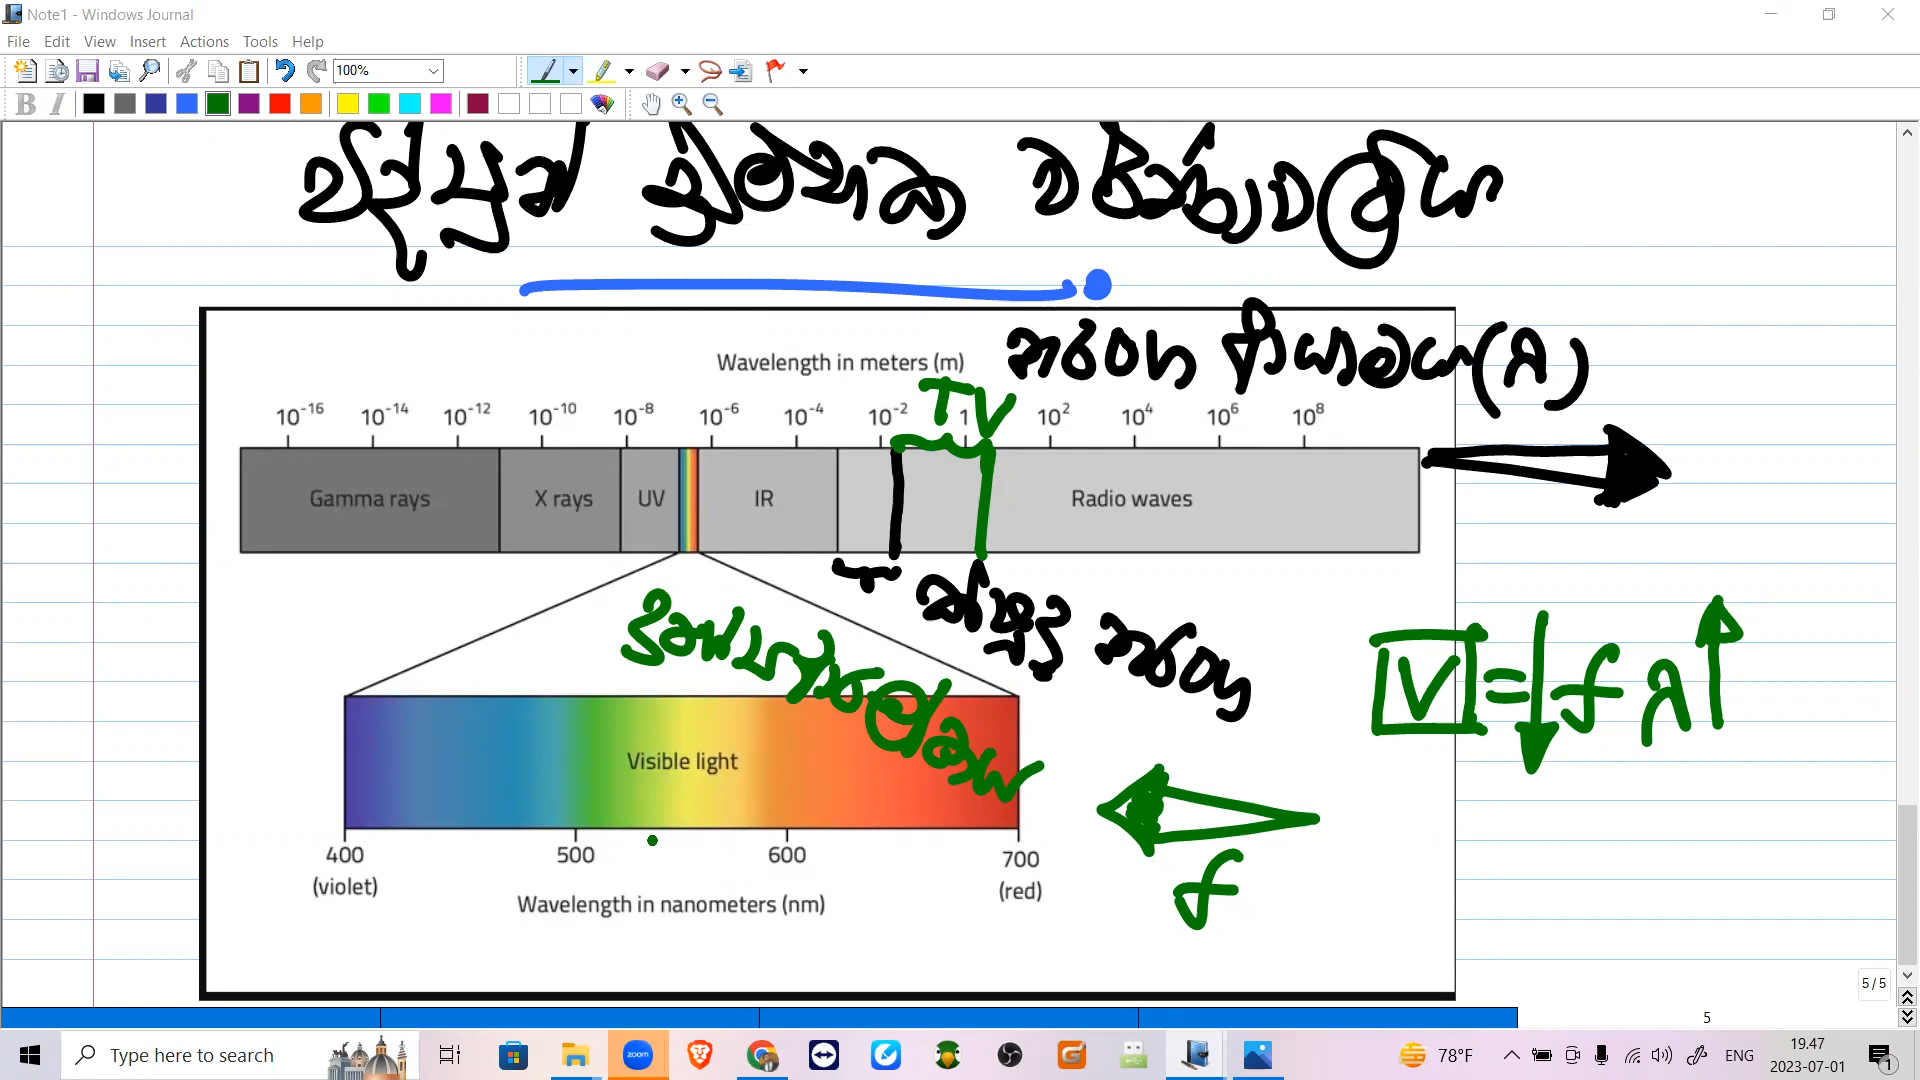 Note1 - Windows Journal
File Edit View Insert Actions Tools Help
100%
B I
විද්‍යුත් චුම්භක වර්ණාවලිය
තරංග ආයාමය (λ)
Wavelength in meters (m)
TV
10⁻¹⁶ 10⁻¹⁴ 10⁻¹² 10⁻¹⁰ 10⁻⁸ 10⁻⁶ 10⁻⁴ 10⁻² 1 10² 10⁴ 10⁶ 10⁸
Gamma rays X rays UV IR Radio waves
ක්ෂුද්‍ර තරංග
V = f λ
Visible light
400 500 600 700
(violet) (red)
Wavelength in nanometers (nm)
f
5 / 5
5
Type here to search
zoom
78°F
ENG
19.47
2023-07-01
1